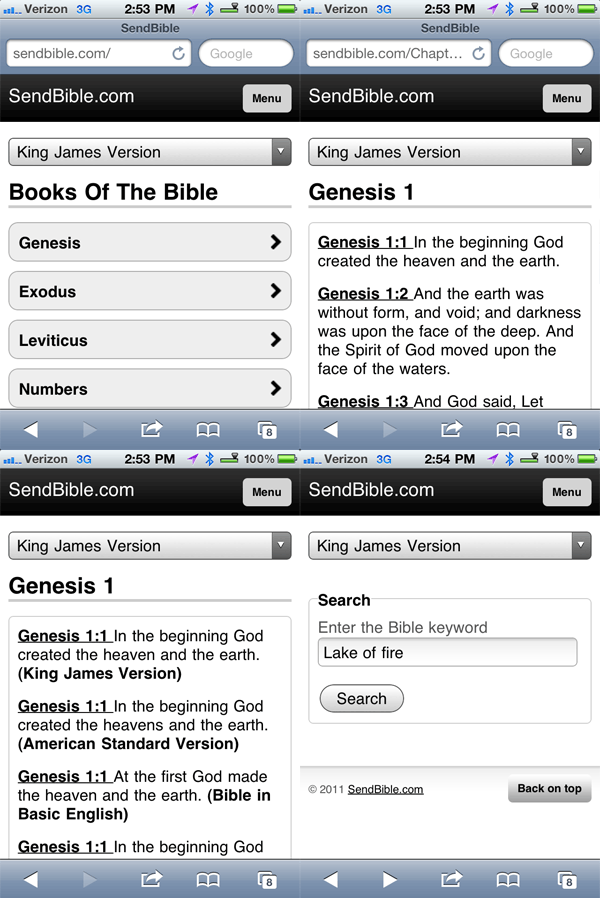 Verizon 3G 2:53 PM 100%
SendBible
sendbible.com/ Google
SendBible.com Menu
King James Version
Books Of The Bible
Genesis
Exodus
Leviticus
Numbers
8
Verizon 3G 2:53 PM 100%
SendBible
sendbible.com/Chapt... Google
SendBible.com Menu
King James Version
Genesis 1
Genesis 1:1 In the beginning God
created the heaven and the earth.
Genesis 1:2 And the earth was
without form, and void; and darkness
was upon the face of the deep. And
the Spirit of God moved upon the
face of the waters.
Genesis 1:3 And God said, Let
8
Verizon 3G 2:53 PM 100%
SendBible.com Menu
King James Version
Genesis 1
Genesis 1:1 In the beginning God
created the heaven and the earth.
(King James Version)
Genesis 1:1 In the beginning God
created the heavens and the earth.
(American Standard Version)
Genesis 1:1 At the first God made
the heaven and the earth. (Bible in
Basic English)
Genesis 1:1 In the beginning God
8
Verizon 3G 2:54 PM 100%
SendBible.com Menu
King James Version
Search
Enter the Bible keyword
Lake of fire
Search
© 2011 SendBible.com Back on top
8